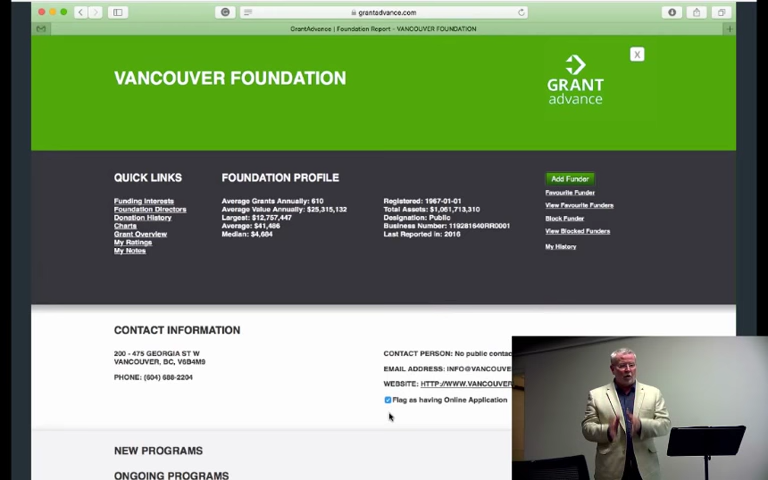 grantadvance.com
GrantAdvance | Foundation Report - VANCOUVER FOUNDATION
VANCOUVER FOUNDATION
X
GRANT
advance
QUICK LINKS
Funding Interests
Foundation Directors
Donation History
Charts
Grant Overview
My Ratings
My Notes
FOUNDATION PROFILE
Average Grants Annually: 610
Average Value Annually: $25,315,132
Largest: $12,757,447
Average: $41,486
Median: $4,684
Registered: 1967-01-01
Total Assets: $1,061,713,310
Designation: Public
Business Number: 119281640RR0001
Last Reported in: 2016
Add Funder
Favourite Funder
View Favourite Funders
Block Funder
View Blocked Funders
My History
CONTACT INFORMATION
200 - 475 GEORGIA ST W
VANCOUVER, BC, V6B4M9
PHONE: (604) 688-2204
CONTACT PERSON: No public contac
EMAIL ADDRESS: INFO@VANCOUVE
WEBSITE: HTTP://WWW.VANCOUVER
Flag as having Online Application
NEW PROGRAMS
ONGOING PROGRAMS